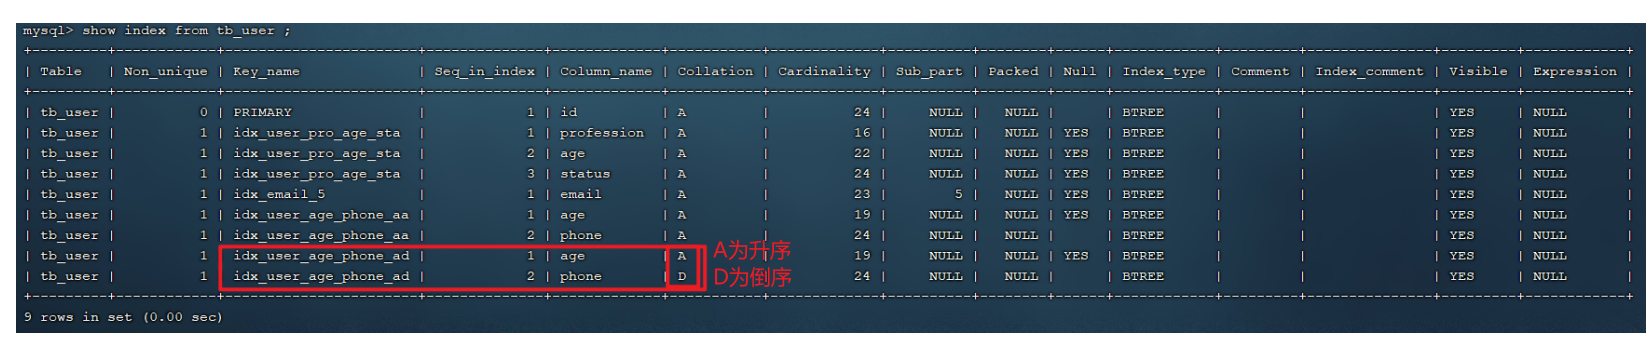 mysql> show index from tb_user ;
+---------+------------+----------------------+--------------+-------------+-----------+-------------+----------+--------+------+------------+---------+---------------+---------+------------+
| Table   | Non_unique | Key_name             | Seq_in_index | Column_name | Collation | Cardinality | Sub_part | Packed | Null | Index_type | Comment | Index_comment | Visible | Expression |
+---------+------------+----------------------+--------------+-------------+-----------+-------------+----------+--------+------+------------+---------+---------------+---------+------------+
| tb_user |          0 | PRIMARY              |            1 | id          | A         |          24 |     NULL |   NULL |      | BTREE      |         |               | YES     | NULL       |
| tb_user |          1 | idx_user_pro_age_sta |            1 | profession  | A         |          16 |     NULL |   NULL | YES  | BTREE      |         |               | YES     | NULL       |
| tb_user |          1 | idx_user_pro_age_sta |            2 | age         | A         |          22 |     NULL |   NULL | YES  | BTREE      |         |               | YES     | NULL       |
| tb_user |          1 | idx_user_pro_age_sta |            3 | status      | A         |          24 |     NULL |   NULL | YES  | BTREE      |         |               | YES     | NULL       |
| tb_user |          1 | idx_email_5          |            1 | email       | A         |          23 |        5 |   NULL | YES  | BTREE      |         |               | YES     | NULL       |
| tb_user |          1 | idx_user_age_phone_aa |            1 | age         | A         |          19 |     NULL |   NULL | YES  | BTREE      |         |               | YES     | NULL       |
| tb_user |          1 | idx_user_age_phone_aa |            2 | phone       | A         |          24 |     NULL |   NULL |      | BTREE      |         |               | YES     | NULL       |
| tb_user |          1 | idx_user_age_phone_ad |            1 | age         | A A为升序 |          19 |     NULL |   NULL | YES  | BTREE      |         |               | YES     | NULL       |
| tb_user |          1 | idx_user_age_phone_ad |            2 | phone       | D D为倒序 |          24 |     NULL |   NULL |      | BTREE      |         |               | YES     | NULL       |
+---------+------------+----------------------+--------------+-------------+-----------+-------------+----------+--------+------+------------+---------+---------------+---------+------------+
9 rows in set (0.00 sec)